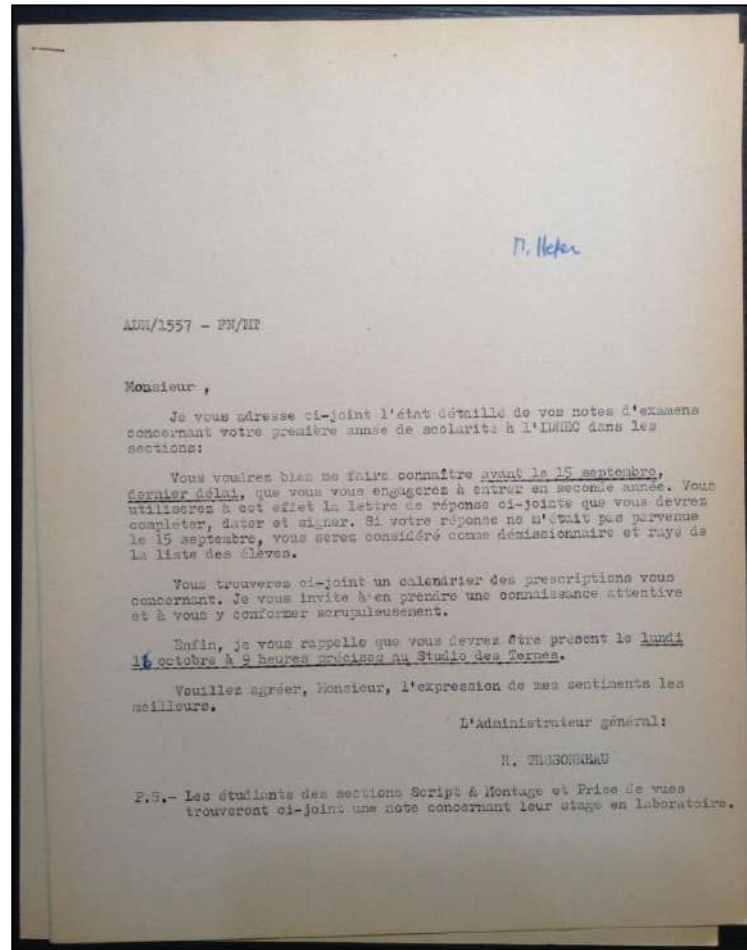 ADM/1557 - FN/MT
Monsieur ,
Je vous adresse ci-joint l'état détaillé de vos notes d'examens
concernant votre première année de scolarité à l'IDHEC dans les
sections:
Vous voudrez bien me faire connaître avant le 15 septembre,
dernier délai, que vous vous engagerez à entrer en seconde année. Vous
utiliserez à cet effet la lettre de réponse ci-jointe que vous devrez
compléter, dater et signer. Si votre réponse ne m'était pas parvenue
le 15 septembre, vous serez considéré comme démissionnaire et rayé de
la liste des élèves.
Vous trouverez ci-joint un calendrier des prescriptions vous
concernant. Je vous invite à en prendre une connaissance attentive
et à vous y conformer scrupuleusement.
Enfin, je vous rappelle que vous devrez être présent le lundi
16 octobre à 9 heures précises au Studio des Ternes.
Veuillez agréer, Monsieur, l'expression de mes sentiments les
meilleurs.
L'Administrateur général:
R. TESSONNEAU
P.S.- Les étudiants des sections Script & Montage et Prise de vues
trouveront ci-joint une note concernant leur stage en laboratoire.